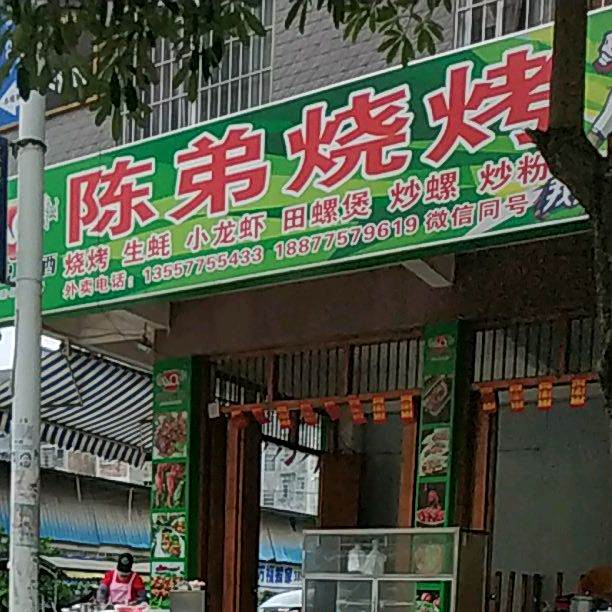 陈弟烧烤
烧烤 生蚝 小龙虾 田螺煲 炒螺 炒粉
外卖电话：13557755433 18877579619 微信同号
酒